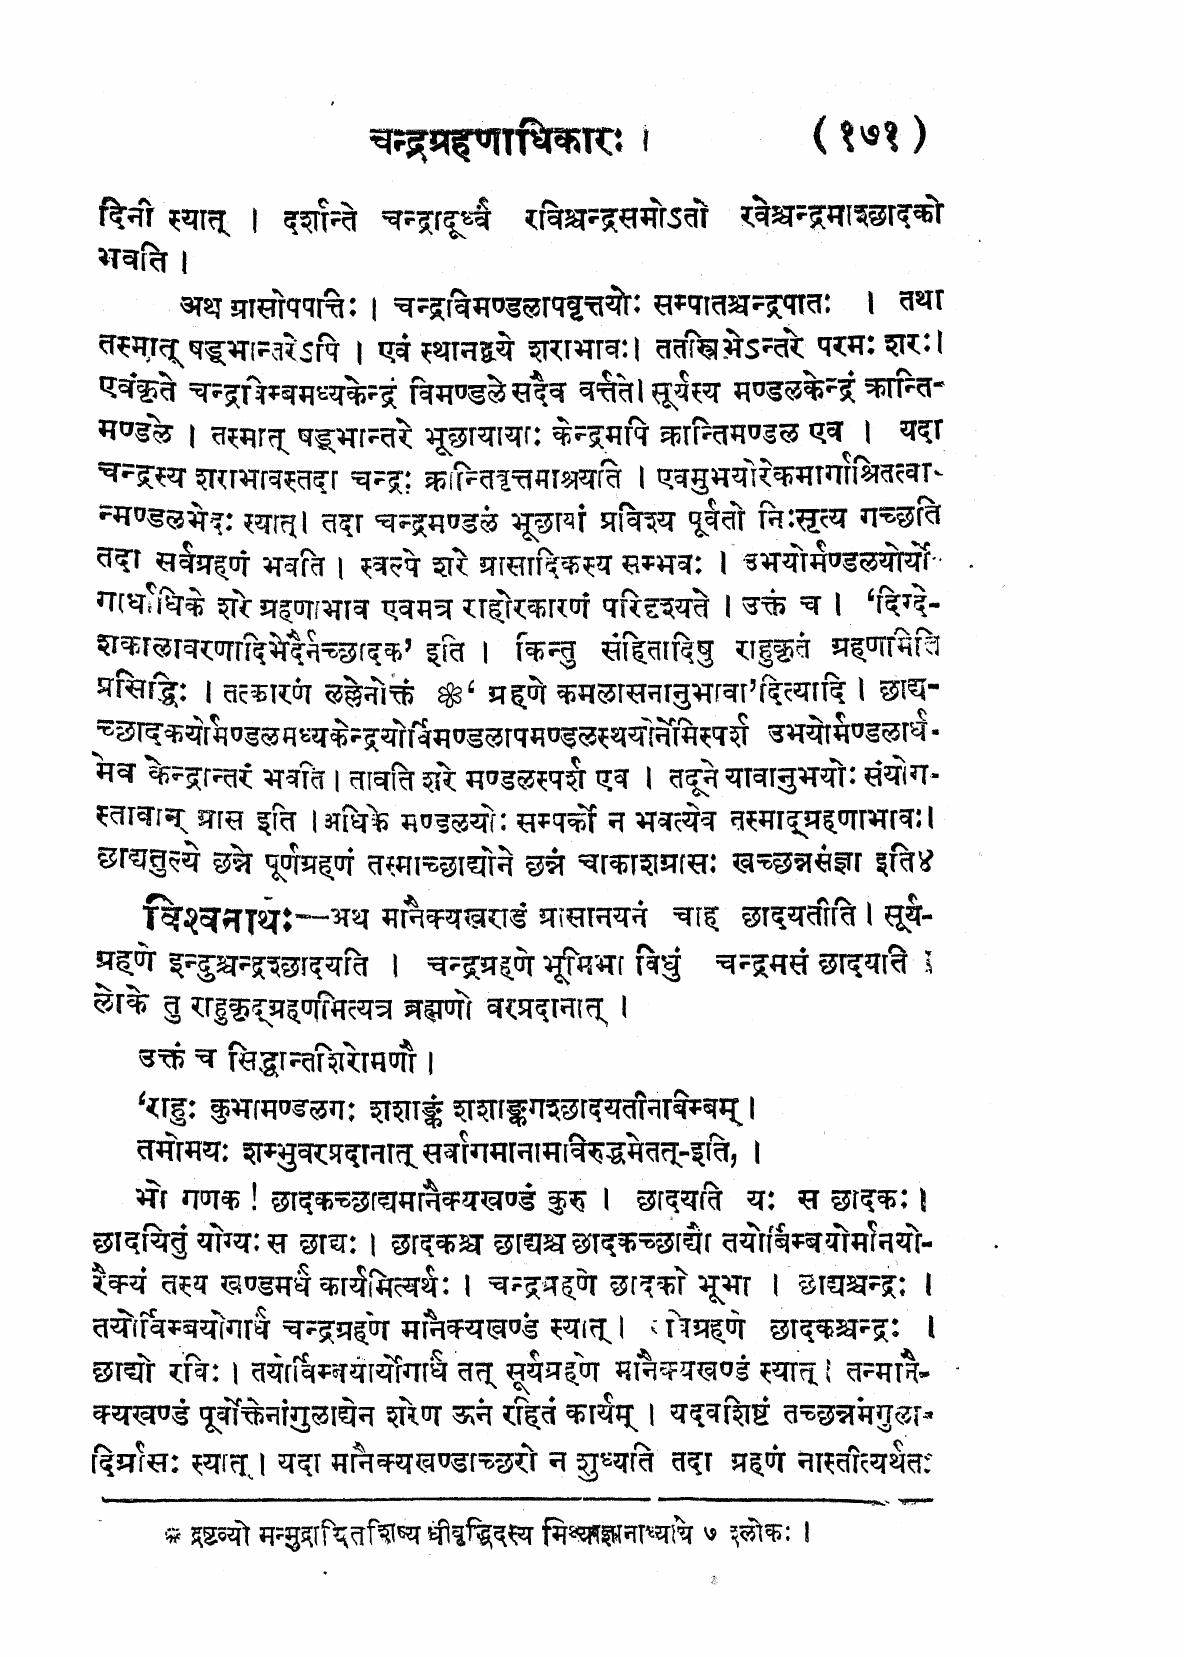 चन्द्रग्रहणाधिकारः । (१७१)
दिनी स्यात् । दर्शान्ते चन्द्रादूर्ध्वं रविश्चन्द्रसमोऽतो रवेश्चन्द्रमाश्छादको
भवति ।
अथ ग्रासोपपत्तिः । चन्द्रविमण्डलापवृत्तयोः सम्पातश्चन्द्रपातः । तथा
तस्मात् षड्भान्तरेऽपि । एवं स्थानद्वये शराभावः। ततस्त्रिभेऽन्तरे परमः शरः।
एवंकृते चन्द्रबिम्बमध्यकेन्द्रं विमण्डले सदैव वर्त्तते। सूर्यस्य मण्डलकेन्द्रं क्रान्ति-
मण्डले । तस्मात् षड्भान्तरे भूछायायाः केन्द्रमपि क्रान्तिमण्डल एव । यदा
चन्द्रस्य शराभावस्तदा चन्द्रः क्रान्तिवृत्तमाश्रयति । एवमुभयोरेकमार्गाश्रितत्वा-
न्मण्डलभेदः स्यात्। तदा चन्द्रमण्डलं भूछायां प्रविश्य पूर्वतो निःसृत्य गच्छति
तदा सर्वग्रहणं भवति । स्वल्पे शरे ग्रासादिकस्य सम्भवः । उभयोर्मण्डलयोर्यो-
गार्धाधिके शरे ग्रहणाभाव एवमत्र राहोरकारणं परिदृश्यते । उक्तं च । ‘दिग्दे-
शकालावरणादिभेदैर्नच्छादक’ इति । किन्तु संहितादिषु राहुकृतं ग्रहणमिति
प्रसिद्धिः । तत्कारणं लल्लेनोक्तं ❀‘ ग्रहणे कमलासनानुभावा’दित्यादि । छाद्य-
च्छादकयोर्मण्डलमध्यकेन्द्रयोर्विमण्डलापमण्डलस्थयोर्नेमिस्पर्श उभयोर्मण्डलार्ध-
मेव केन्द्रान्तरं भवति। तावति शरे मण्डलस्पर्श एव । तदूने यावानुभयोः संयोग-
स्तावान् ग्रास इति । अधिके मण्डलयोः सम्पर्को न भवत्येव तस्माद्ग्रहणाभावः।
छाद्यतुल्ये छन्ने पूर्णग्रहणं तस्माच्छाद्योने छन्नं चाकाशग्रासः खच्छन्नसंज्ञा इति४
विश्वनाथः—अथ मानैक्यखराडं ग्रासानयनं चाह छादयतीति । सूर्य-
ग्रहणे इन्दुश्चन्द्रश्छादयति । चन्द्रग्रहणे भूमिभा विधुं चन्द्रमसं छादयाति ।
लोके तु राहुकृद्ग्रहणमित्यत्र ब्रह्मणो वरप्रदानात् ।
उक्तं च सिद्धान्तशिरोमणौ ।
‘राहुः कुभामण्डलगः शशाङ्कं शशाङ्कगश्छादयतीनबिम्बम् ।
तमोमयः शम्भुवरप्रदानात् सर्वागमानामविरुद्धमेतत्-इति, ।
भो गणक ! छादकच्छाद्यमानैक्यखण्डं कुरु । छादयति यः स छादकः।
छादयितुं योग्यः स छाद्यः । छादकश्च छाद्यश्च छादकच्छाद्यौ तयोर्बिम्बयोर्मानयो-
रैक्यं तस्य खण्डमर्धं कार्यमित्यर्थः । चन्द्रग्रहणे छादको भूभा । छाद्यश्चन्द्रः ।
तयोर्विम्बयोगार्धं चन्द्रग्रहणे मानैक्यखण्डं स्यात् । छादकश्चन्द्रः ।
छाद्यो रविः । तयोर्विम्बयोर्योगार्धं तत् सूर्यग्रहणे मानैक्यखण्डं स्यात् । तन्मानै-
क्यखण्डं पूर्वोक्तेनांगुलाद्येन शरेण ऊनं रहितं कार्यम् । यदवशिष्टं तच्छन्नमंगुला-
दिर्ग्रासः स्यात् । यदा मानैक्यखण्डाच्छरो न शुध्यति तदा ग्रहणं नास्तीत्यर्थतः
❀ द्रष्टव्यो मन्मुद्रापितशिष्यधीवृद्धिदस्य मिथ्याज्ञानाध्याये ७ श्लोकः ।